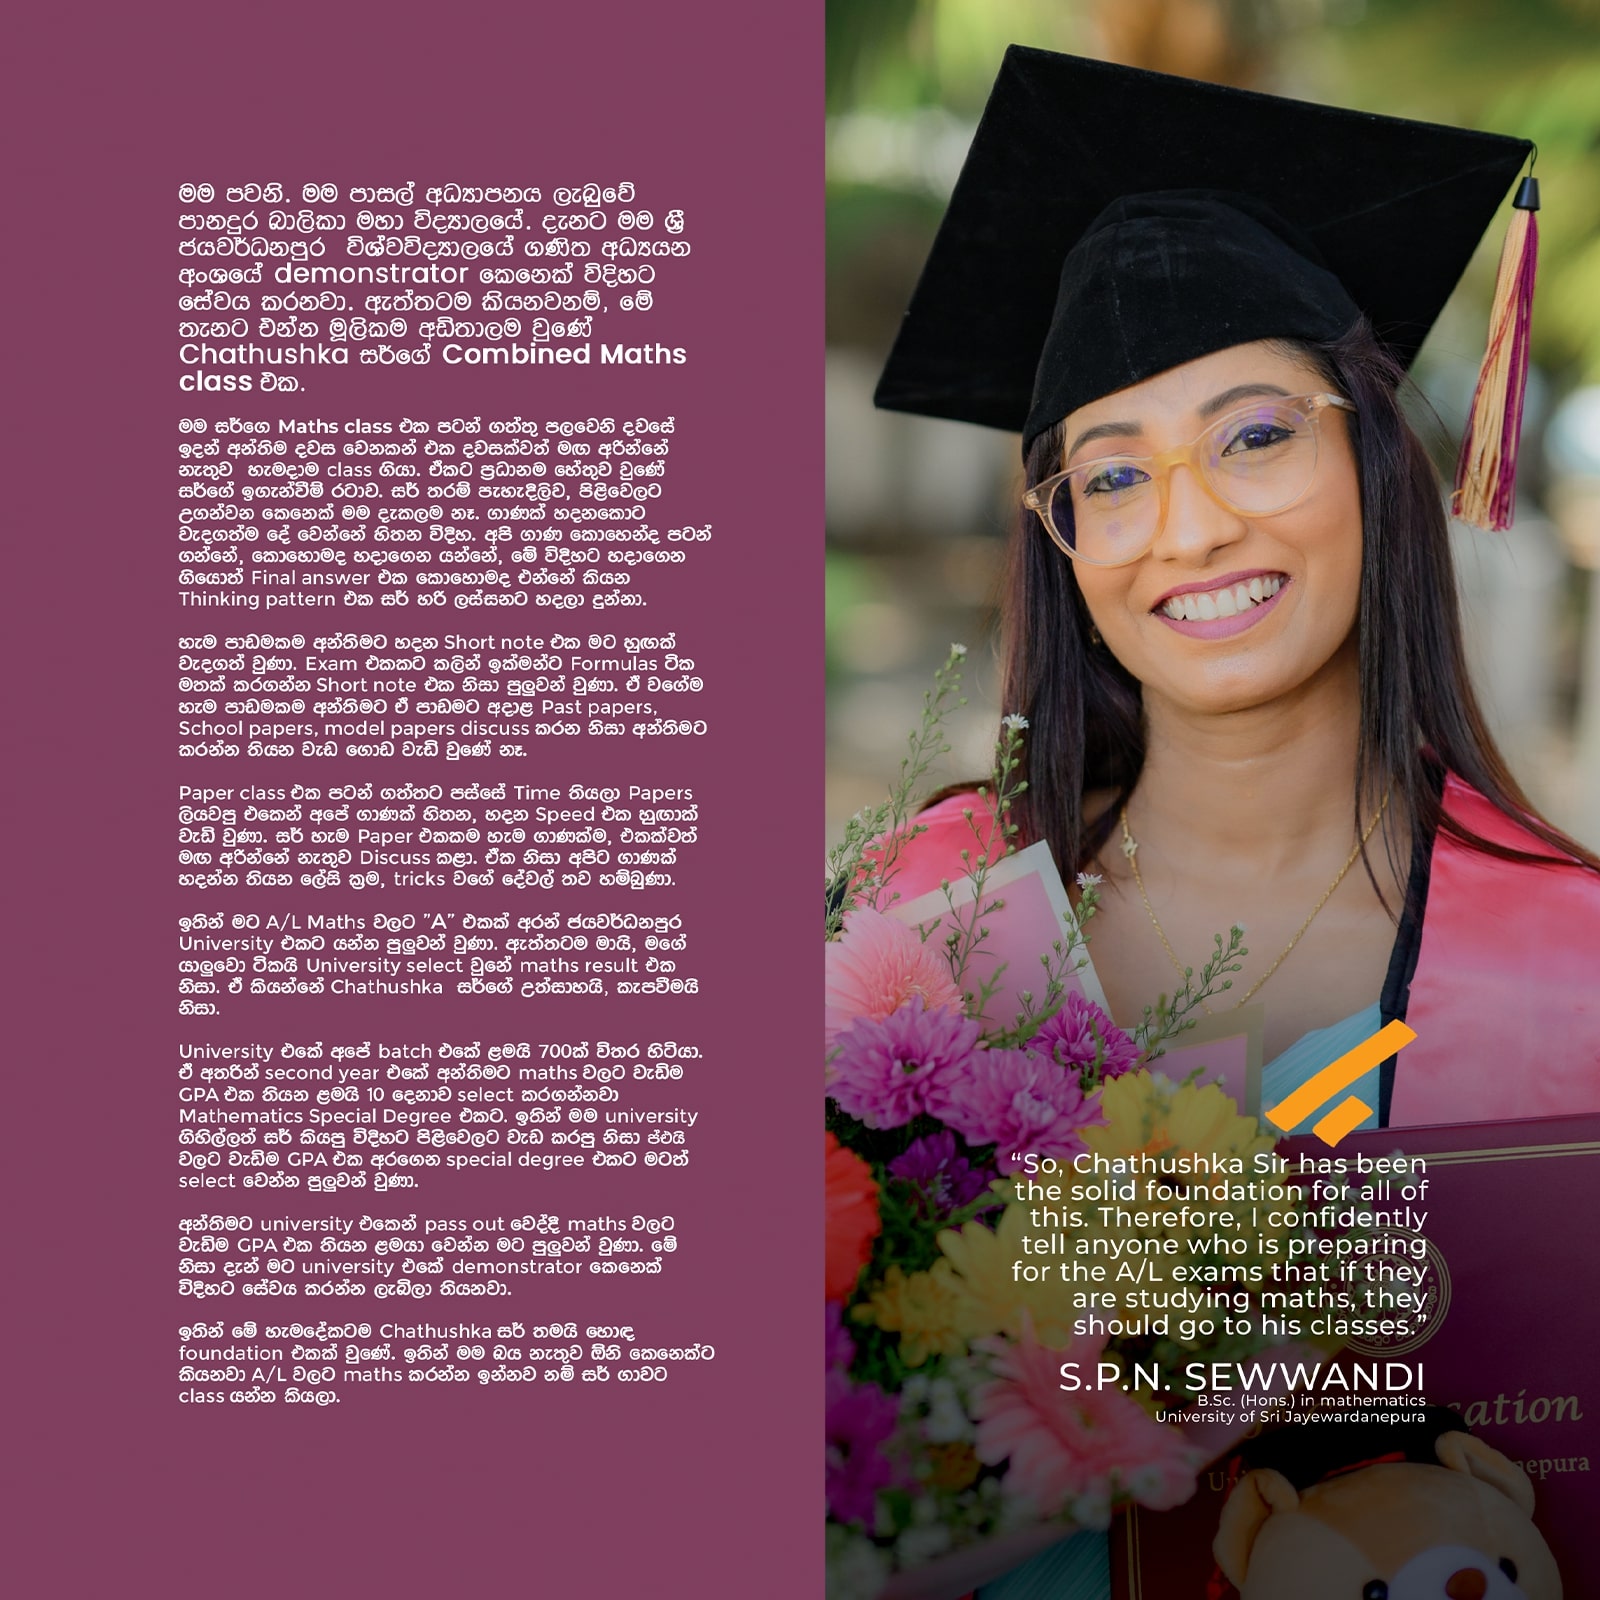 මම පවනි. මම පාසල් අධ්‍යාපනය ලැබුවේ
පානදුර බාලිකා මහා විද්‍යාලයේ. දැනට මම ශ්‍රී
ජයවර්ධනපුර විශ්වවිද්‍යාලයේ ගණිත අධ්‍යයන
අංශයේ demonstrator කෙනෙක් විදිහට
සේවය කරනවා. ඇත්තටම කියනවනම්, මේ
තැනට එන්න මූලිකම අඩිතාලම වුණේ
Chathushka සර්ගේ Combined Maths
class එක.
මම සර්ගෙ Maths class එක පටන් ගත්තු පලවෙනි දවසේ
ඉදන් අන්තිම දවස වෙනකන් එක දවසක්වත් මඟ අරින්නේ
නැතුව හැමදාම class ගියා. ඒකට ප්‍රධානම හේතුව වුණේ
සර්ගේ ඉගැන්වීම් රටාව. සර් තරම් පැහැදිලිව, පිළිවෙලට
උගන්වන කෙනෙක් මම දැකලම නෑ. ගාණක් හදනකොට
වැදගත්ම දේ වෙන්නේ හිතන විදිහ. අපි ගාණ කොහෙන්ද පටන්
ගන්නේ, කොහොමද හදාගෙන යන්නේ, මේ විදිහට හදාගෙන
ගියොත් Final answer එක කොහොමද එන්නේ කියන
Thinking pattern එක සර් හරි ලස්සනට හදලා දුන්නා.
හැම පාඩමකම අන්තිමට හදන Short note එක මට හුඟක්
වැදගත් වුණා. Exam එකකට කලින් ඉක්මන්ට Formulas ටික
මතක් කරගන්න Short note එක නිසා පුලුවන් වුණා. ඒ වගේම
හැම පාඩමකම අන්තිමට ඒ පාඩමට අදාළ Past papers,
School papers, model papers discuss කරන නිසා අන්තිමට
කරන්න තියන වැඩ ගොඩ වැඩි වුණේ නෑ.
Paper class එක පටන් ගත්තට පස්සේ Time තියලා Papers
ලියවපු එකෙන් අපේ ගාණක් හිතන, හදන Speed එක හුඟාක්
වැඩි වුණා. සර් හැම Paper එකකම හැම ගාණක්ම, එකක්වත්
මඟ අරින්නේ නැතුව Discuss කළා. ඒක නිසා අපිට ගාණක්
හදන්න තියන ලේසි ක්‍රම, tricks වගේ දේවල් තව හම්බුණා.
ඉතින් මට A/L Maths වලට ”A” එකක් අරන් ජයවර්ධනපුර
University එකට යන්න පුලුවන් වුණා. ඇත්තටම මායි, මගේ
යාලුවො ටිකයි University select වුනේ maths result එක
නිසා. ඒ කියන්නේ Chathushka සර්ගේ උත්සාහයි, කැපවීමයි
නිසා.
University එකේ අපේ batch එකේ ළමයි 700ක් විතර හිටියා.
ඒ අතරින් second year එකේ අන්තිමට maths වලට වැඩිම
GPA එක තියන ළමයි 10 දෙනාව select කරගන්නවා
Mathematics Special Degree එකට. ඉතින් මම university
ගිහිල්ලත් සර් කියපු විදිහට පිළිවෙලට වැඩ කරපු නිසා ස්ඵයි
වලට වැඩිම GPA එක අරගෙන special degree එකට මටත්
select වෙන්න පුලුවන් වුණා.
අන්තිමට university එකෙන් pass out වෙද්දී maths වලට
වැඩිම GPA එක තියන ළමයා වෙන්න මට පුලුවන් වුණා. මේ
නිසා දැන් මට university එකේ demonstrator කෙනෙක්
විදිහට සේවය කරන්න ලැබිලා තියනවා.
ඉතින් මේ හැමදේකටම Chathushka සර් තමයි හොඳ
foundation එකක් වුණේ. ඉතින් මම බය නැතුව ඕනි කෙනෙක්ට
කියනවා A/L වලට maths කරන්න ඉන්නව නම් සර් ගාවට
class යන්න කියලා.
“So, Chathushka Sir has been
the solid foundation for all of
this. Therefore, I confidently
tell anyone who is preparing
for the A/L exams that if they
are studying maths, they
should go to his classes.”
S.P.N. SEWWANDI
B.Sc. (Hons.) in mathematics
University of Sri Jayewardanepura